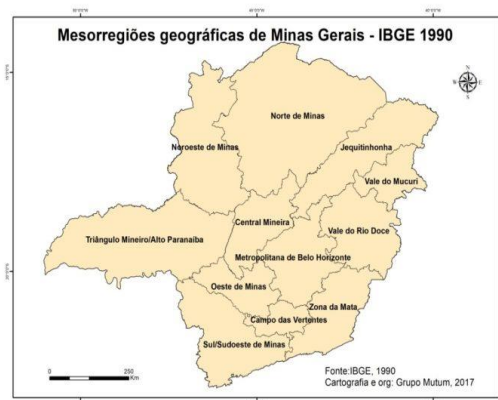 Mesorregiões geográficas de Minas Gerais - IBGE 1990
N
W
E
S
Norte de Minas
Noroeste de Minas
Jequitinhonha
Vale do Mucuri
Central Mineira
Vale do Rio Doce
Triângulo Mineiro/Alto Paranaíba
Metropolitana de Belo Horizonte
Oeste de Minas
Zona da Mata
Campo das Vertentes
Sul/Sudoeste de Minas
0 250
Km
Fonte:IBGE, 1990
Cartografia e org: Grupo Mutum, 2017